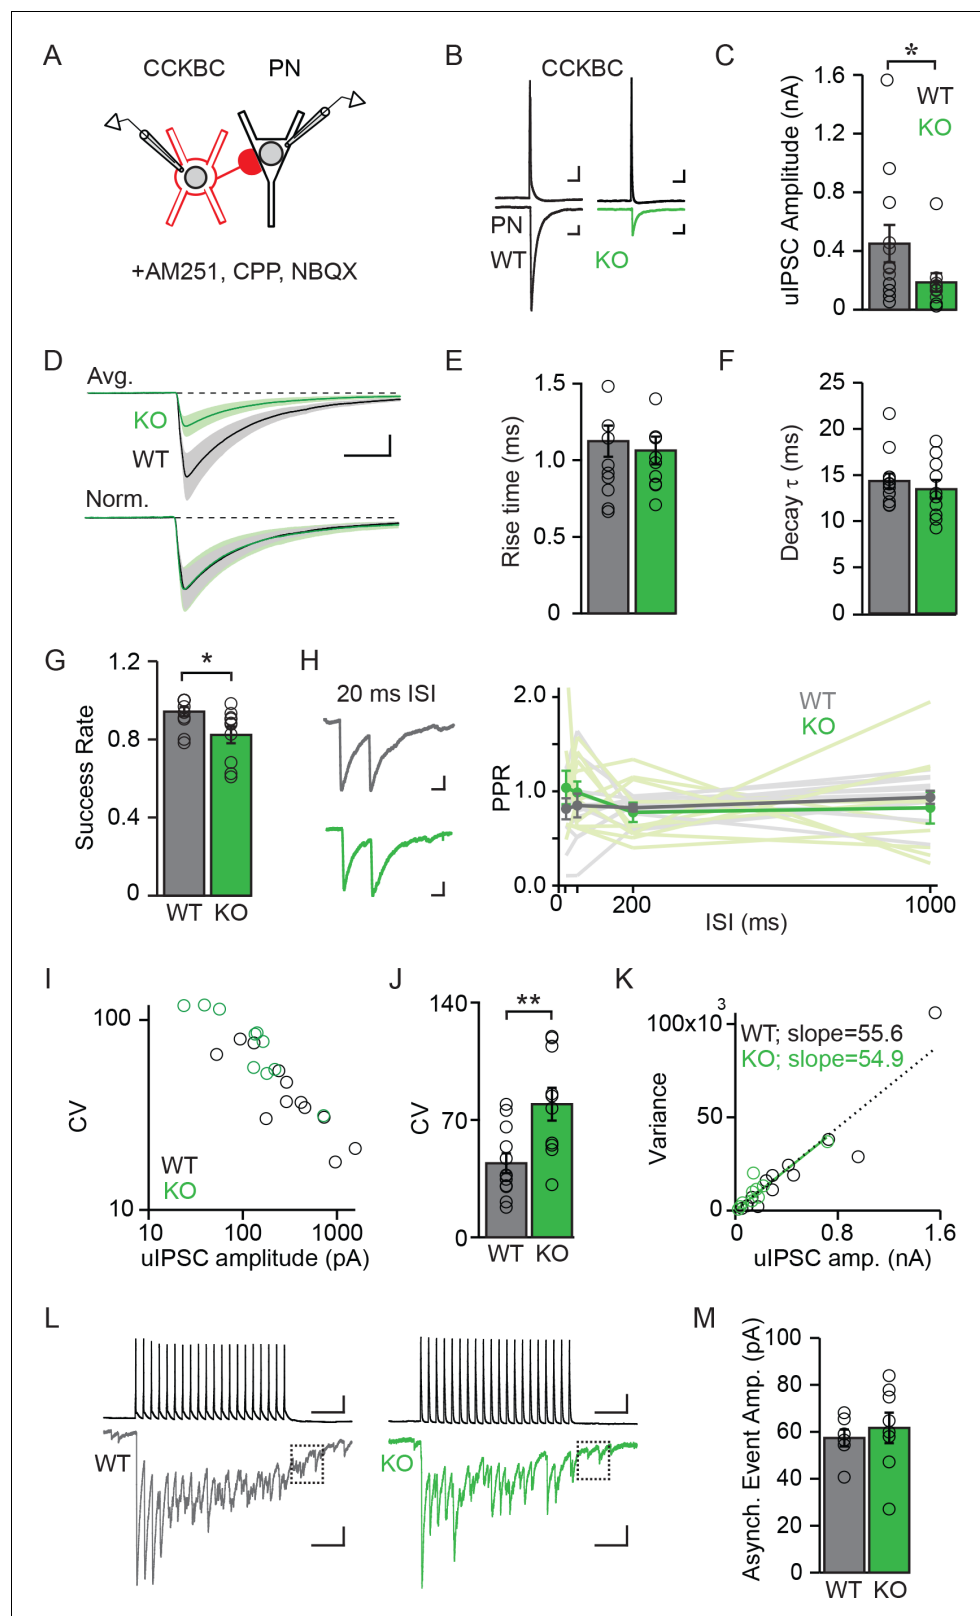 A
CCKBC PN
+AM251, CPP, NBQX
B
CCKBC
PN
WT KO
C
*
WT
KO
uIPSC Amplitude (nA)
1.6
1.2
0.8
0.4
0
D
Avg.
KO
WT
Norm.
E
Rise time (ms)
1.5
1.0
0.5
0
F
Decay τ (ms)
25
20
15
10
5
0
G
*
Success Rate
1.2
0.8
0.4
0
WT KO
H
20 ms ISI
WT
KO
PPR
2.0
1.0
0.0
0 200 1000
ISI (ms)
I
CV
100
10
WT
KO
10 100 1000
uIPSC amplitude (pA)
J
**
CV
140
70
0
WT KO
K
Variance
100x10 3
50
0
WT; slope=55.6
KO; slope=54.9
0 0.8 1.6
uIPSC amp. (nA)
L
WT
KO
M
Asynch. Event Amp. (pA)
100
80
60
40
20
0
WT KO